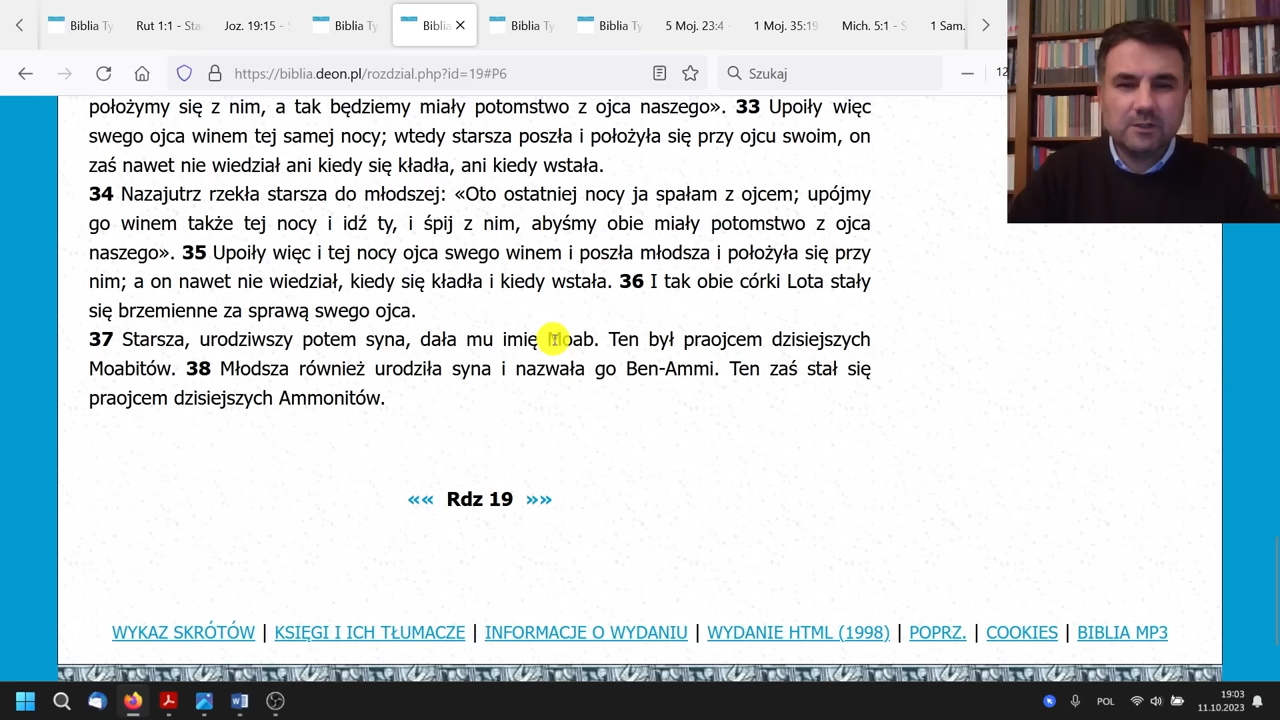 Biblia Ty
Rut 1:1 - Sta
Joz. 19:15 -
Biblia Ty
Biblia
Biblia Ty
Biblia Ty
5 Moj. 23:4
1 Moj. 35:19
Mich. 5:1 - S
1 Sam.
https://biblia.deon.pl/rozdzial.php?id=19#P6
Szukaj
12
położymy się z nim, a tak będziemy miały potomstwo z ojca naszego». 33 Upoiły więc
swego ojca winem tej samej nocy; wtedy starsza poszła i położyła się przy ojcu swoim, on
zaś nawet nie wiedział ani kiedy się kładła, ani kiedy wstała.
34 Nazajutrz rzekła starsza do młodszej: «Oto ostatniej nocy ja spałam z ojcem; upójmy
go winem także tej nocy i idź ty, i śpij z nim, abyśmy obie miały potomstwo z ojca
naszego». 35 Upoiły więc i tej nocy ojca swego winem i poszła młodsza i położyła się przy
nim; a on nawet nie wiedział, kiedy się kładła i kiedy wstała. 36 I tak obie córki Lota stały
się brzemienne za sprawą swego ojca.
37 Starsza, urodziwszy potem syna, dała mu imię Moab. Ten był praojcem dzisiejszych
Moabitów. 38 Młodsza również urodziła syna i nazwała go Ben-Ammi. Ten zaś stał się
praojcem dzisiejszych Ammonitów.
«« Rdz 19 »»
WYKAZ SKRÓTÓW | KSIĘGI I ICH TŁUMACZE | INFORMACJE O WYDANIU | WYDANIE HTML (1998) | POPRZ. | COOKIES | BIBLIA MP3
POL
19:03
11.10.2023